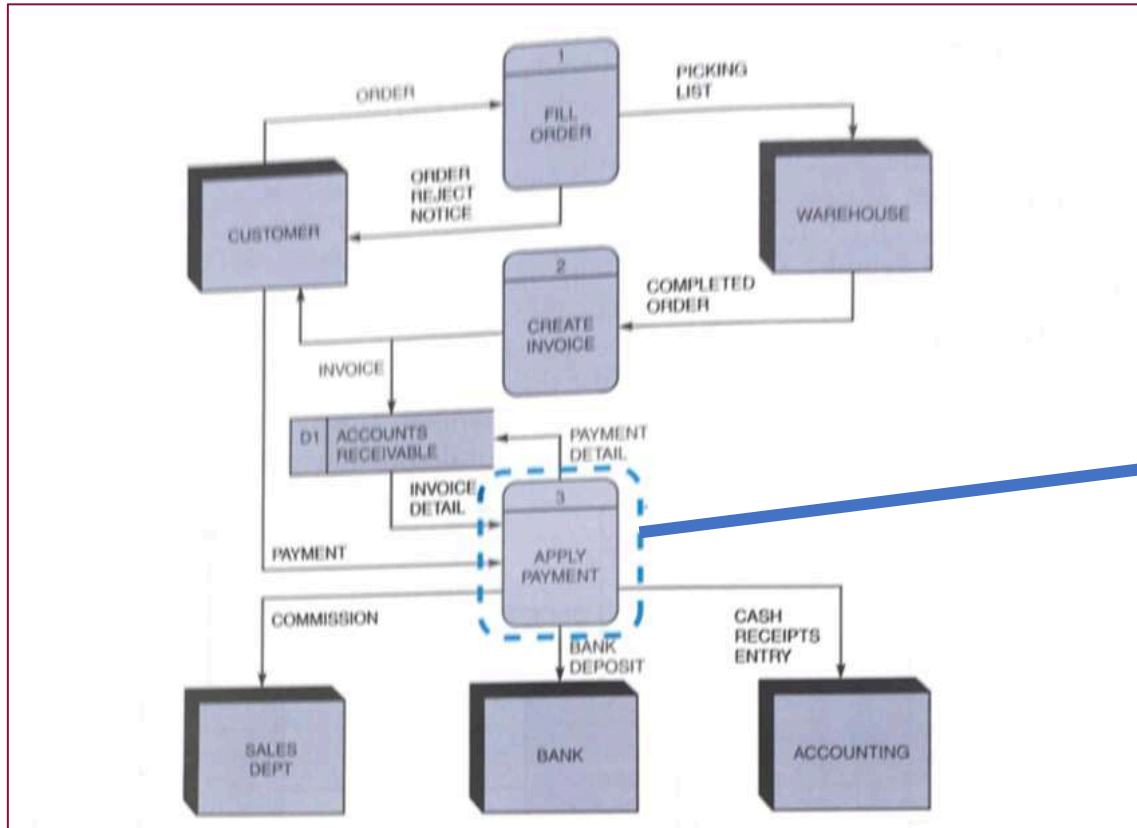 1
FILL
ORDER
ORDER
PICKING
LIST
ORDER
REJECT
NOTICE
CUSTOMER
WAREHOUSE
2
CREATE
INVOICE
COMPLETED
ORDER
INVOICE
D1 ACCOUNTS
RECEIVABLE
PAYMENT
DETAIL
INVOICE
DETAIL
3
APPLY
PAYMENT
PAYMENT
COMMISSION
BANK
DEPOSIT
CASH
RECEIPTS
ENTRY
SALES
DEPT
BANK
ACCOUNTING